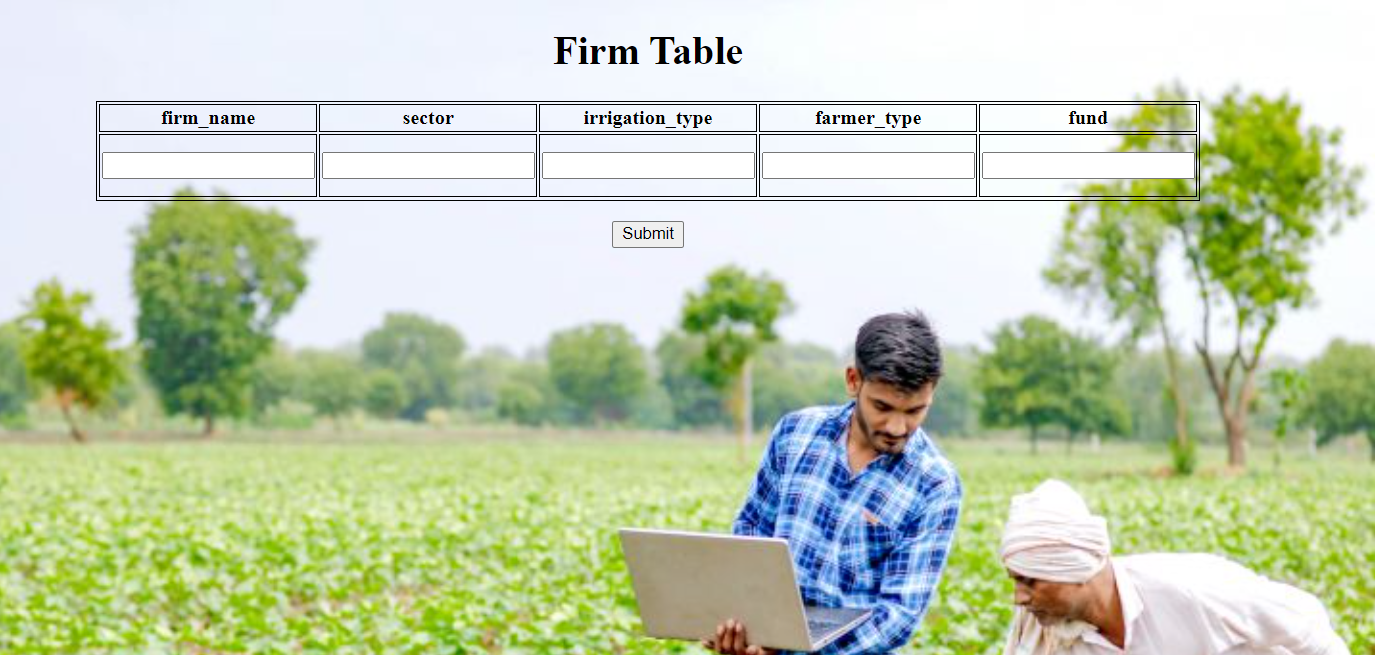 Firm Table
firm_name sector irrigation_type farmer_type fund
Submit